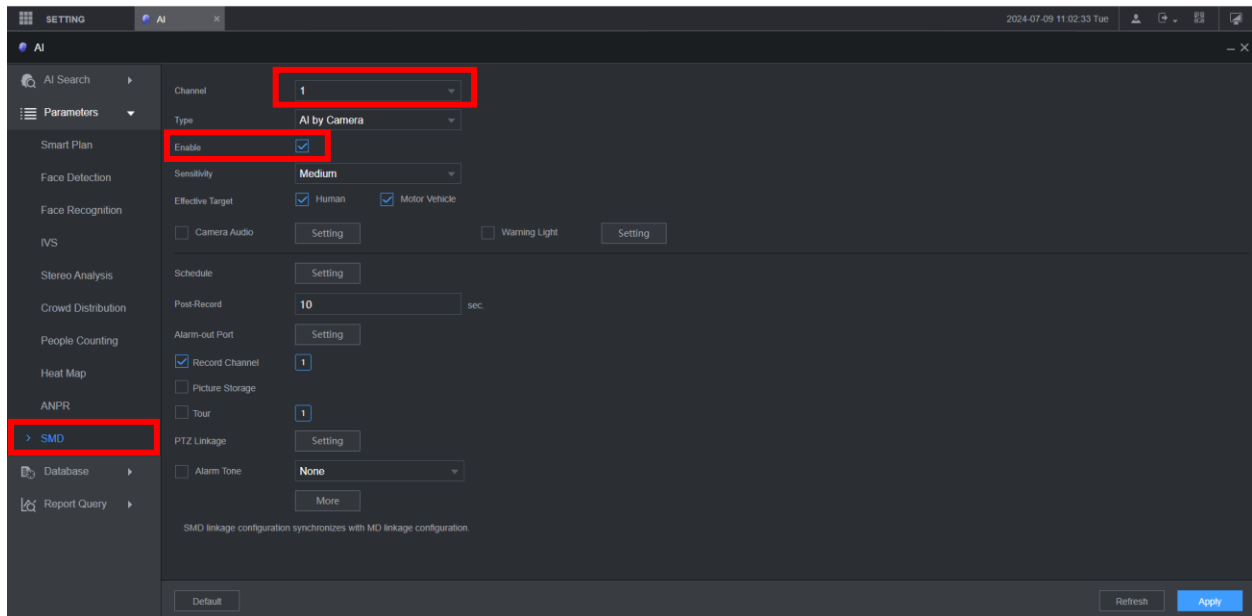 SETTING AI × 2024-07-09 11:02:33 Tue
AI
AI Search
Parameters
Smart Plan
Face Detection
Face Recognition
IVS
Stereo Analysis
Crowd Distribution
People Counting
Heat Map
ANPR
SMD
Database
Report Query
Channel 1
Type AI by Camera
Enable
Sensitivity Medium
Effective Target Human Motor Vehicle
Camera Audio Setting Warning Light Setting
Schedule Setting
Post-Record 10 sec.
Alarm-out Port Setting
Record Channel 1
Picture Storage
Tour 1
PTZ Linkage Setting
Alarm Tone None
More
SMD linkage configuration synchronizes with MD linkage configuration.
Default Refresh Apply